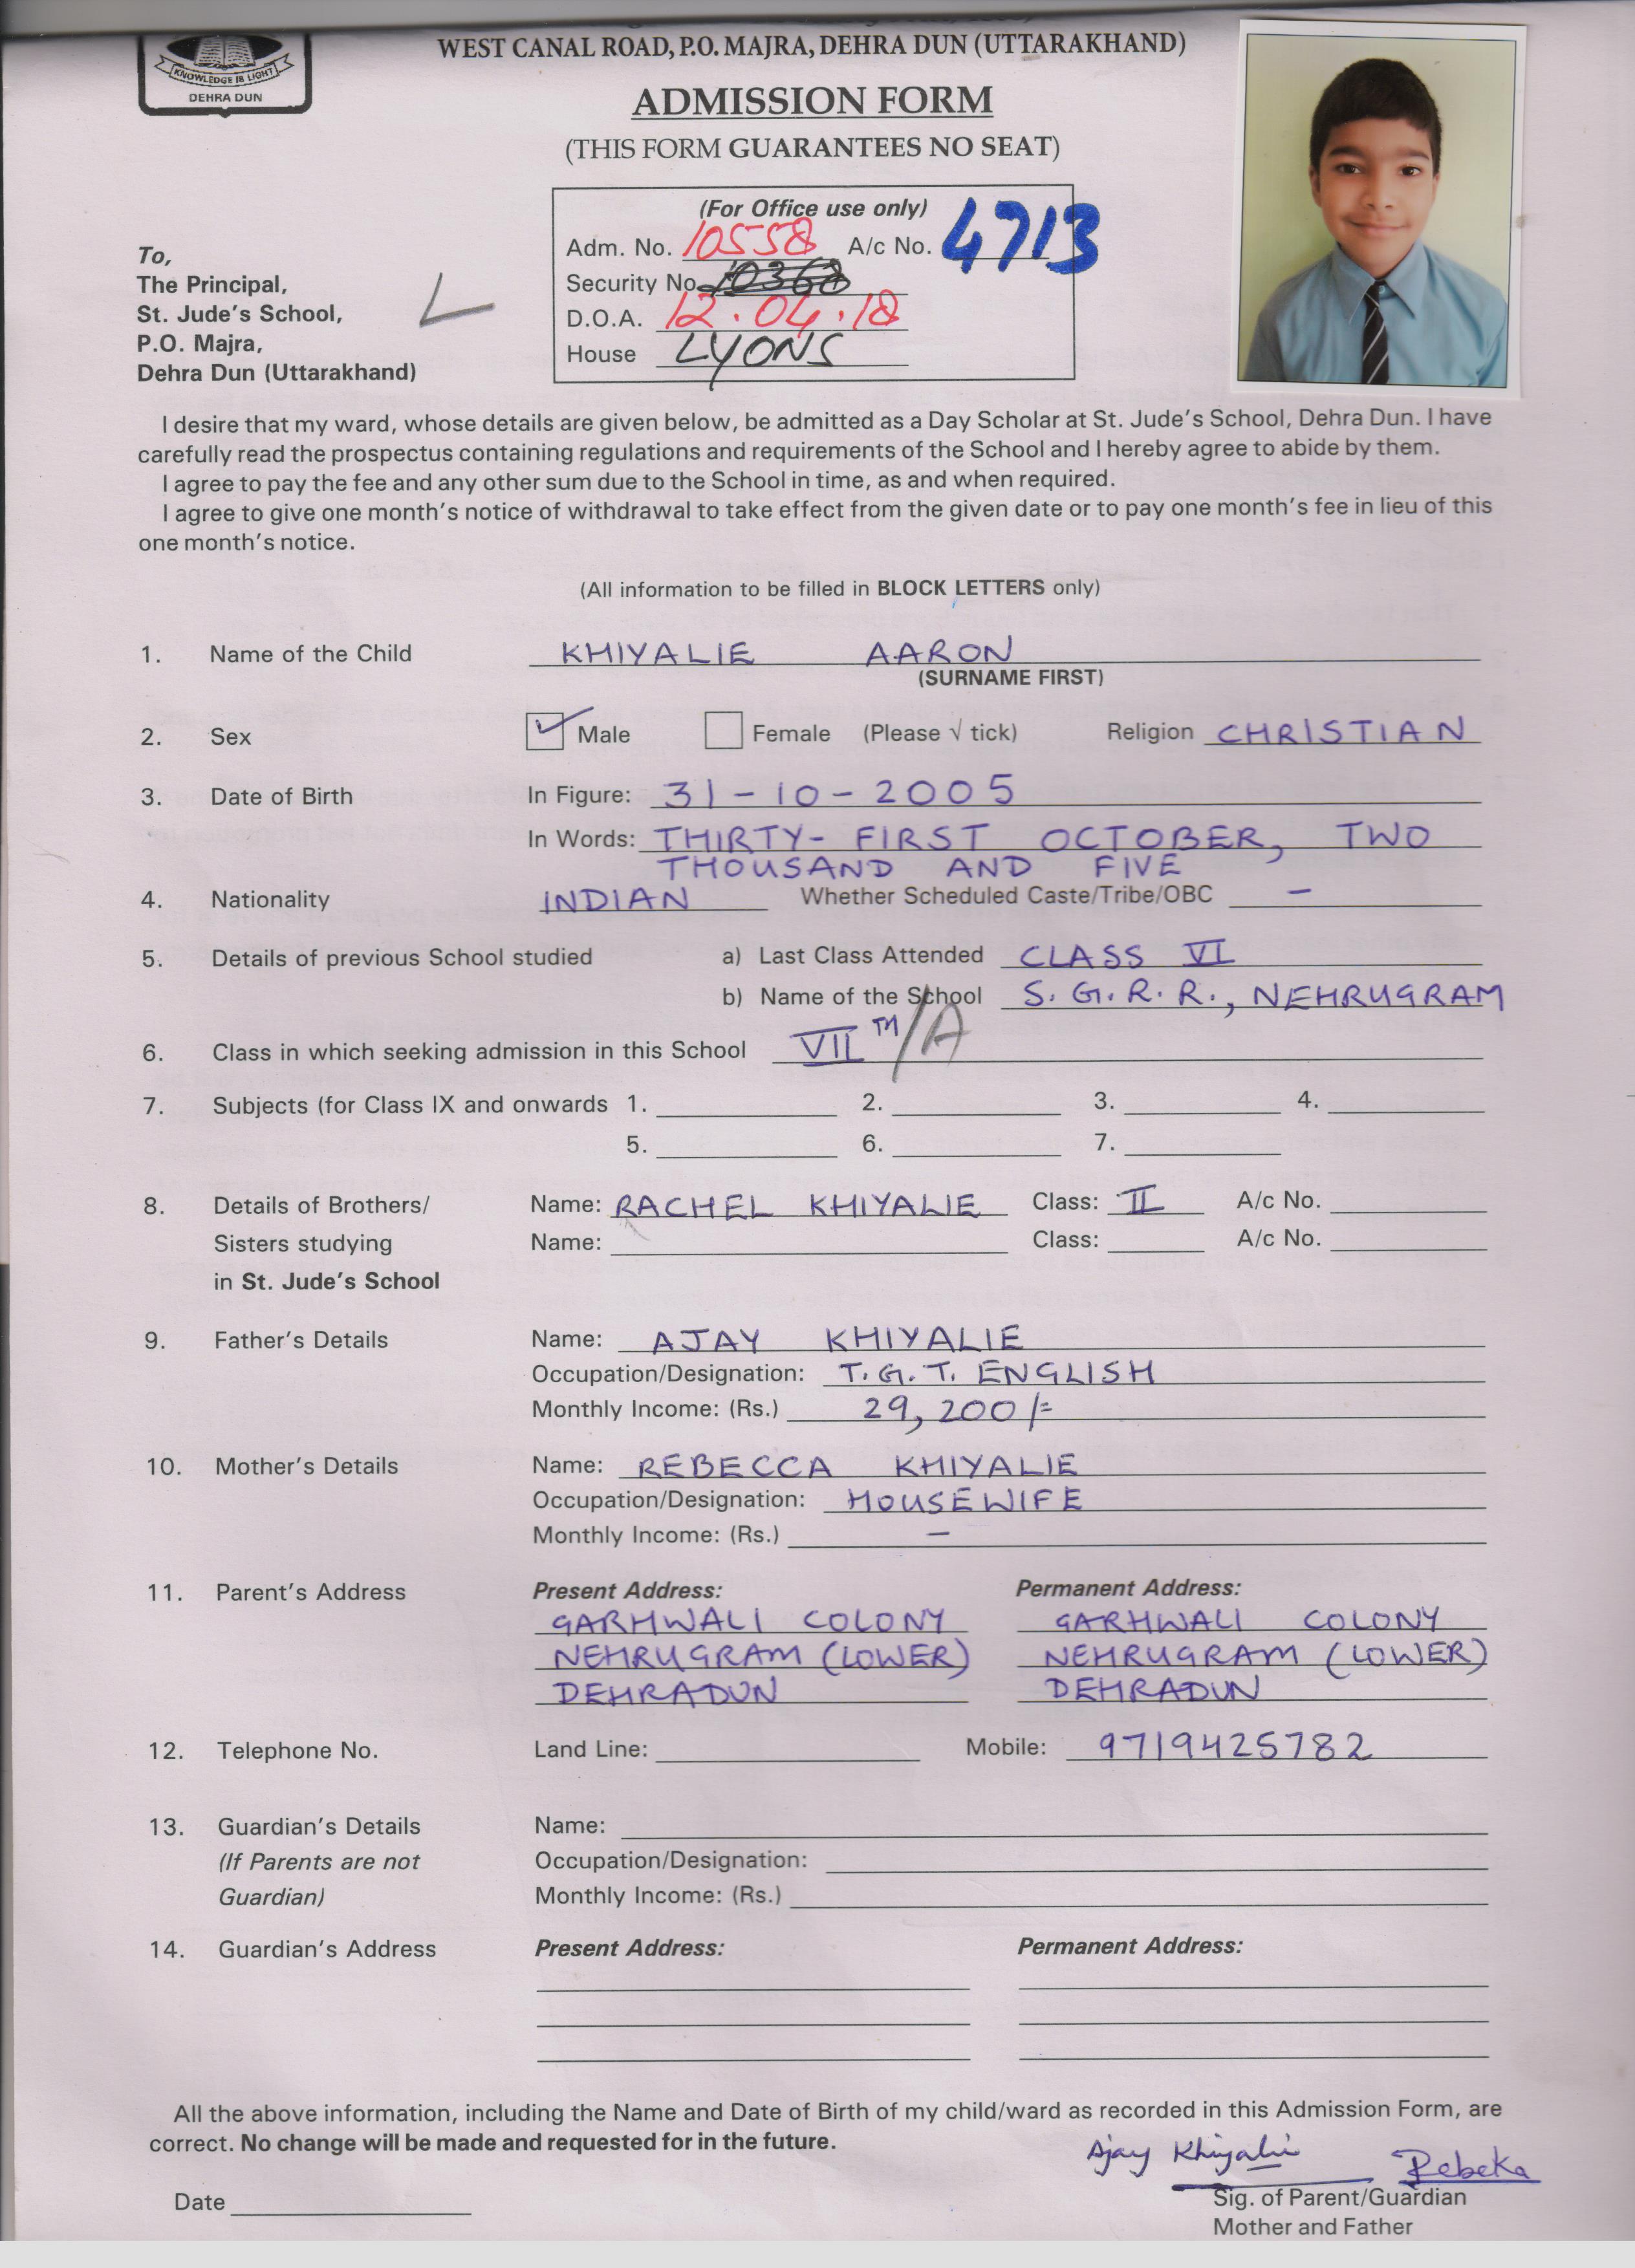 WEST CANAL ROAD, P.O. MAJRA, DEHRA DUN (UTTARAKHAND)
KNOWLEDGE IS LIGHT
DEHRA DUN
ADMISSION FORM
(THIS FORM GUARANTEES NO SEAT)
(For Office use only)
Adm. No. 10558 A/c No. 4713
Security No. 10368
D.O.A. 12.04.18
House LYONS
To,
The Principal,
St. Jude's School,
P.O. Majra,
Dehra Dun (Uttarakhand)
L
I desire that my ward, whose details are given below, be admitted as a Day Scholar at St. Jude's School, Dehra Dun. I have
carefully read the prospectus containing regulations and requirements of the School and I hereby agree to abide by them.
I agree to pay the fee and any other sum due to the School in time, as and when required.
I agree to give one month's notice of withdrawal to take effect from the given date or to pay one month's fee in lieu of this
one month's notice.
(All information to be filled in BLOCK LETTERS only)
1. Name of the Child KHIYALIE AARON
(SURNAME FIRST)
2. Sex Male Female (Please √ tick) Religion CHRISTIAN
3. Date of Birth In Figure: 31-10-2005
In Words: THIRTY-FIRST OCTOBER, TWO
THOUSAND AND FIVE
4. Nationality INDIAN Whether Scheduled Caste/Tribe/OBC –
5. Details of previous School studied a) Last Class Attended CLASS VI
b) Name of the School S. G. R. R., NEHRUGRAM
6. Class in which seeking admission in this School VII TH/A
7. Subjects (for Class IX and onwards 1. 2. 3. 4.
5. 6. 7.
8. Details of Brothers/ Name: RACHEL KHIYALIE Class: II A/c No.
Sisters studying Name: Class: A/c No.
in St. Jude's School
9. Father's Details Name: AJAY KHIYALIE
Occupation/Designation: T. G. T. ENGLISH
Monthly Income: (Rs.) 29,200/=
10. Mother's Details Name: REBECCA KHIYALIE
Occupation/Designation: HOUSEWIFE
Monthly Income: (Rs.) –
11. Parent's Address Present Address: Permanent Address:
GARHWALI COLONY GARHWALI COLONY
NEHRUGRAM (LOWER) NEHRUGRAM (LOWER)
DEHRADUN DEHRADUN
12. Telephone No. Land Line: Mobile: 9719425782
13. Guardian's Details Name:
(If Parents are not Occupation/Designation:
Guardian) Monthly Income: (Rs.)
14. Guardian's Address Present Address: Permanent Address:
All the above information, including the Name and Date of Birth of my child/ward as recorded in this Admission Form, are
correct. No change will be made and requested for in the future.
Ajay Khiyalie Rebeka
Date Sig. of Parent/Guardian
Mother and Father